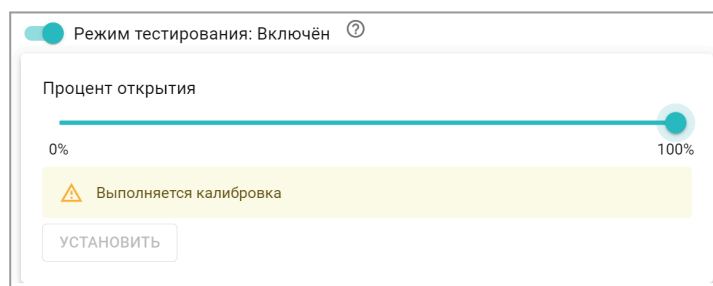 Режим тестирования: Включён
Процент открытия
0% 100%
Выполняется калибровка
УСТАНОВИТЬ